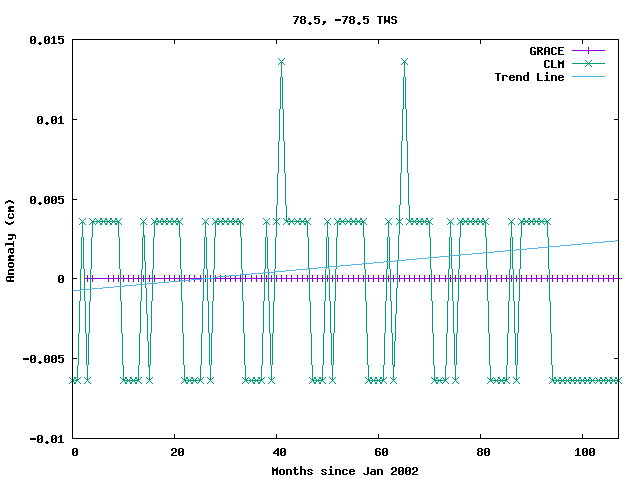 78.5, -78.5 TWS
0.015
0.01
0.005
0
-0.005
-0.01
Anomaly (cm)
GRACE
CLM
Trend Line
0 20 40 60 80 100
Months since Jan 2002